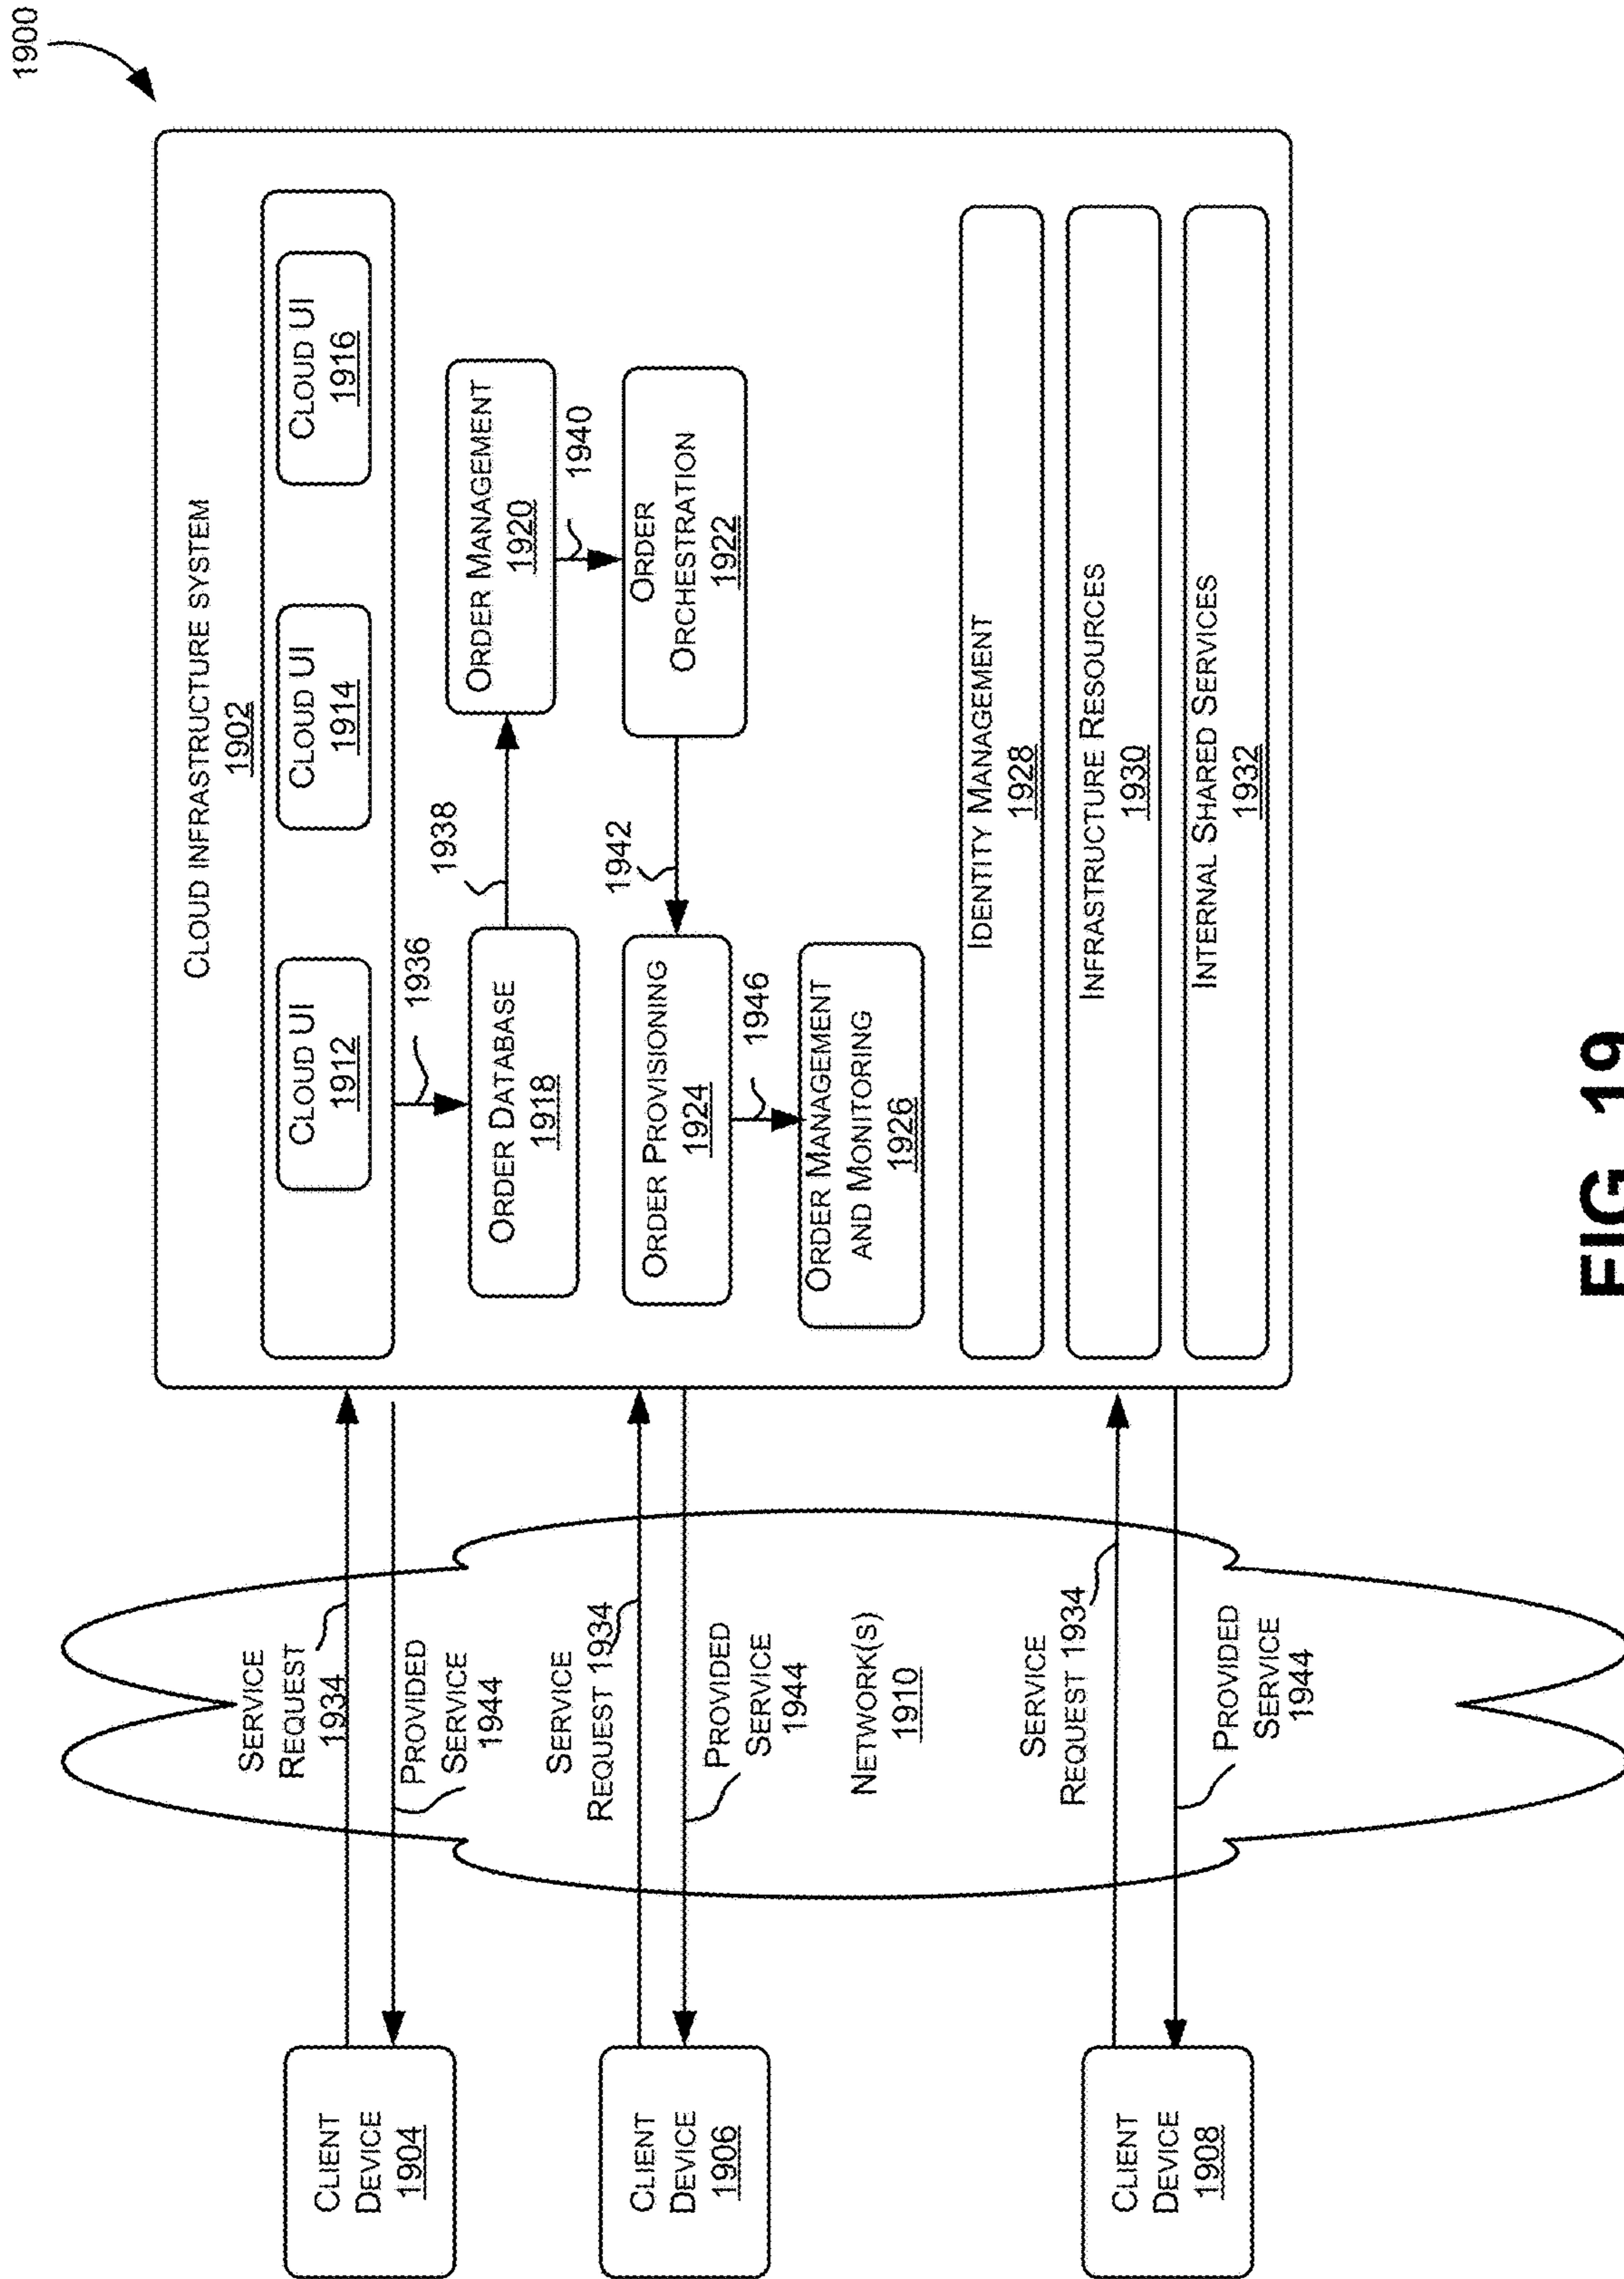 1900
CLOUD INFRASTRUCTURE SYSTEM
1902
CLOUD UI
1912
CLOUD UI
1914
CLOUD UI
1916
1936
ORDER DATABASE
1918
1938
ORDER MANAGEMENT
1920
1940
ORDER
ORCHESTRATION
1922
1942
ORDER PROVISIONING
1924
1946
ORDER MANAGEMENT
AND MONITORING
1926
IDENTITY MANAGEMENT
1928
INFRASTRUCTURE RESOURCES
1930
INTERNAL SHARED SERVICES
1932
CLIENT
DEVICE
1904
SERVICE
REQUEST
1934
PROVIDED
SERVICE
1944
CLIENT
DEVICE
1906
SERVICE
REQUEST 1934
PROVIDED
SERVICE
1944
NETWORK(S)
1910
CLIENT
DEVICE
1908
SERVICE
REQUEST 1934
PROVIDED
SERVICE
1944
FIG. 19